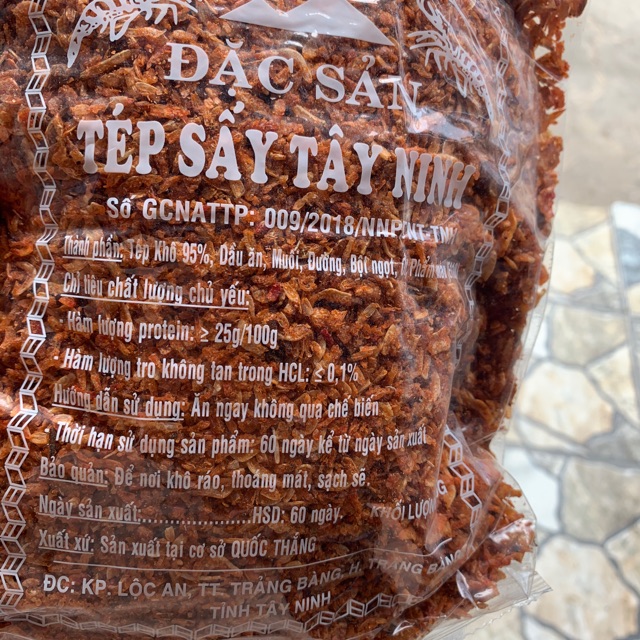 ĐẶC SẢN
TÉP SẤY TÂY NINH
Số GCNATTP: 009/2018/NNPTNT-TN
Thành phần: Tép Khô 95%, Dầu ăn, Muối, Đường, Bột ngọt,
Chỉ tiêu chất lượng chủ yếu:
Hàm lượng protein: ≥ 25g/100g
- Hàm lượng tro không tan trong HCL: ≤ 0,1%
Hướng dẫn sử dụng: Ăn ngay không qua chế biến
- Thời hạn sử dụng sản phẩm: 60 ngày kể từ ngày sản xuất
Bảo quản: Để nơi khô ráo, thoáng mát, sạch sẽ.
Ngày sản xuất:......................HSD: 60 ngày.
KHỐI LƯỢNG
Xuất xứ: Sản xuất tại cơ sở QUỐC THẮNG
ĐC: KP- LỘC AN, TT. TRẢNG BÀNG, H. TRẢNG BÀNG
TỈNH TÂY NINH